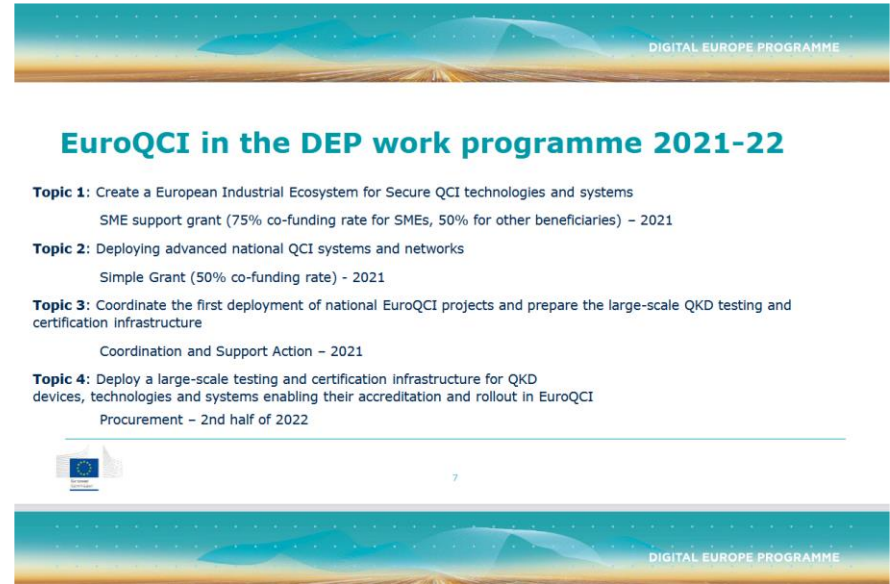 DIGITAL EUROPE PROGRAMME
EuroQCI in the DEP work programme 2021-22
Topic 1: Create a European Industrial Ecosystem for Secure QCI technologies and systems
SME support grant (75% co-funding rate for SMEs, 50% for other beneficiaries) – 2021
Topic 2: Deploying advanced national QCI systems and networks
Simple Grant (50% co-funding rate) - 2021
Topic 3: Coordinate the first deployment of national EuroQCI projects and prepare the large-scale QKD testing and
certification infrastructure
Coordination and Support Action – 2021
Topic 4: Deploy a large-scale testing and certification infrastructure for QKD
devices, technologies and systems enabling their accreditation and rollout in EuroQCI
Procurement – 2nd half of 2022
European
Commission
7
DIGITAL EUROPE PROGRAMME